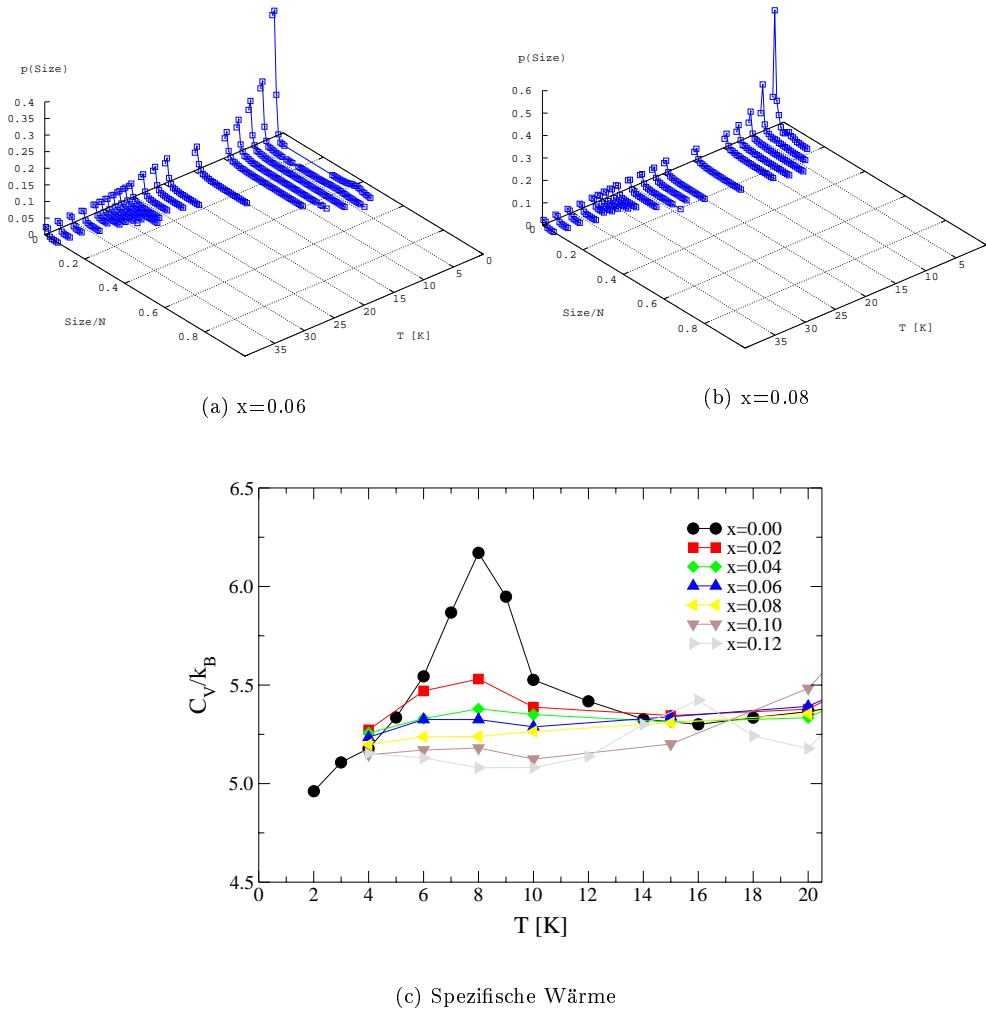 p(Size)
0.4
0.35
0.3
0.25
0.2
0.15
0.1
0.05
0
0
0.2
0.4
0.6
0.8
Size/N
35
30
25
20
15
10
5
0
T [K]
(a) x=0.06
p(Size)
0.6
0.5
0.4
0.3
0.2
0.1
0
0
0.2
0.4
0.6
0.8
Size/N
35
30
25
20
15
10
5
T [K]
(b) x=0.08
6.5
6.0
5.5
5.0
4.5
C_V/k_B
x=0.00
x=0.02
x=0.04
x=0.06
x=0.08
x=0.10
x=0.12
0 2 4 6 8 10 12 14 16 18 20
T [K]
(c) Spezifische Wärme